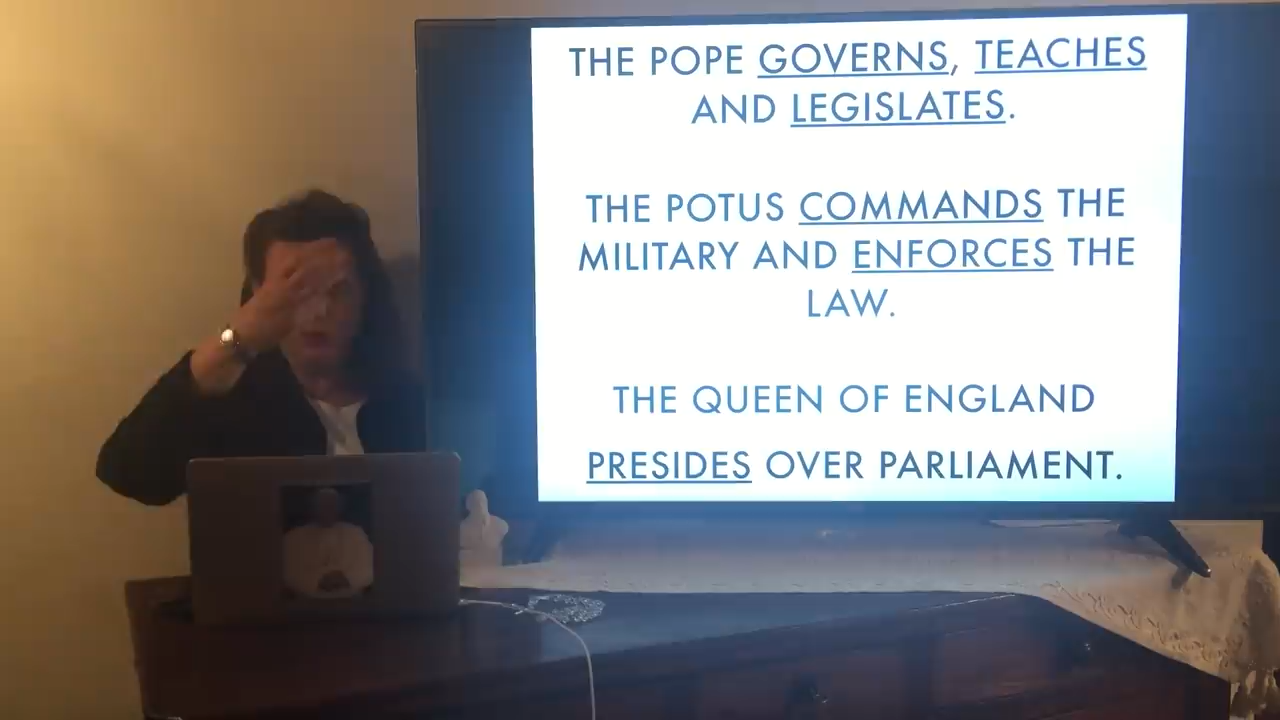 THE POPE GOVERNS, TEACHES
AND LEGISLATES.
THE POTUS COMMANDS THE
MILITARY AND ENFORCES THE
LAW.
THE QUEEN OF ENGLAND
PRESIDES OVER PARLIAMENT.